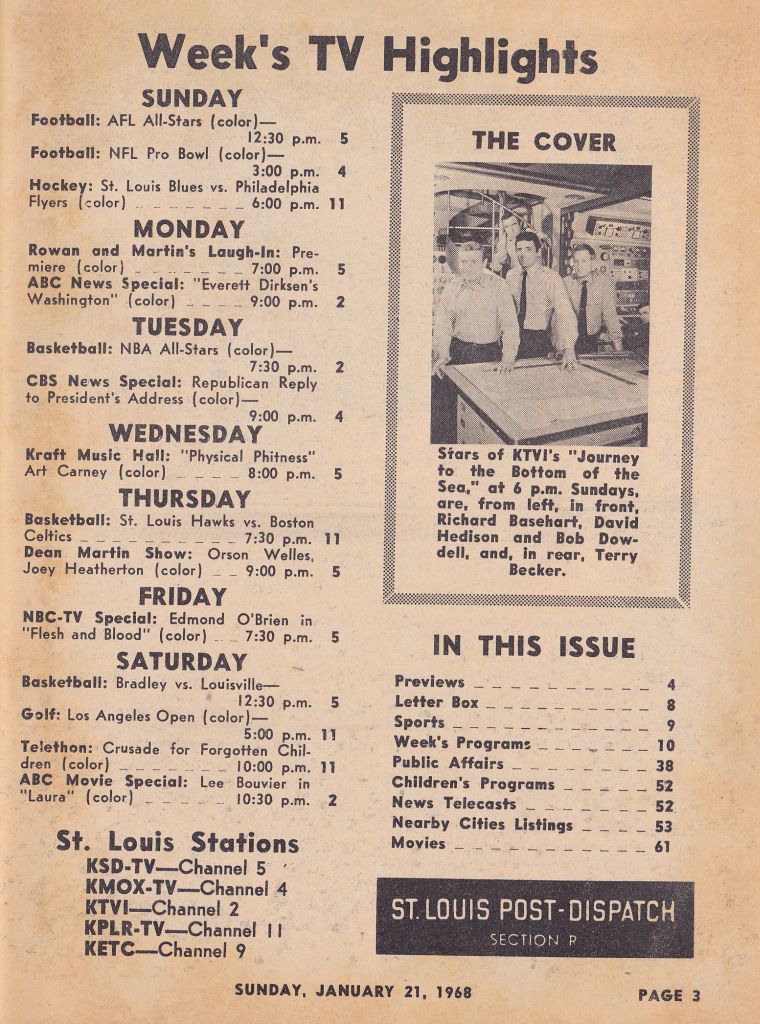 Week's TV Highlights
SUNDAY
Football: AFL All-Stars (color)—
12:30 p.m. 5
Football: NFL Pro Bowl (color)—
3:00 p.m. 4
Hockey: St. Louis Blues vs. Philadelphia
Flyers (color) _ _ _ _ _ 6:00 p.m. 11
MONDAY
Rowan and Martin's Laugh-In: Pre-
miere (color) _ _ _ _ _ _ 7:00 p.m. 5
ABC News Special: "Everett Dirksen's
Washington" (color) _ _ _ _ 9:00 p.m. 2
TUESDAY
Basketball: NBA All-Stars (color)—
7:30 p.m. 2
CBS News Special: Republican Reply
to President's Address (color)—
9:00 p.m. 4
WEDNESDAY
Kraft Music Hall: "Physical Phitness"
Art Carney (color) _ _ _ _ 8:00 p.m. 5
THURSDAY
Basketball: St. Louis Hawks vs. Boston
Celtics _ _ _ _ _ _ _ _ _ 7:30 p.m. 11
Dean Martin Show: Orson Welles,
Joey Heatherton (color) _ _ 9:00 p.m. 5
FRIDAY
NBC-TV Special: Edmond O'Brien in
"Flesh and Blood" (color) _ _ 7:30 p.m. 5
SATURDAY
Basketball: Bradley vs. Louisville—
12:30 p.m. 5
Golf: Los Angeles Open (color)—
5:00 p.m. 11
Telethon: Crusade for Forgotten Chil-
dren (color) _ _ _ _ _ _ 10:00 p.m. 11
ABC Movie Special: Lee Bouvier in
"Laura" (color) _ _ _ _ _ 10:30 p.m. 2
St. Louis Stations
KSD-TV—Channel 5
KMOX-TV—Channel 4
KTVI—Channel 2
KPLR-TV—Channel 11
KETC—Channel 9
THE COVER
Stars of KTVI's "Journey
to the Bottom of the
Sea," at 6 p.m. Sundays,
are, from left, in front,
Richard Basehart, David
Hedison and Bob Dow-
dell, and, in rear, Terry
Becker.
IN THIS ISSUE
Previews _ _ _ _ _ _ _ _ _ _ 4
Letter Box _ _ _ _ _ _ _ _ _ 8
Sports _ _ _ _ _ _ _ _ _ _ _ 9
Week's Programs _ _ _ _ _ _ 10
Public Affairs _ _ _ _ _ _ _ _ 38
Children's Programs _ _ _ _ _ 52
News Telecasts _ _ _ _ _ _ _ 52
Nearby Cities Listings _ _ _ _ 53
Movies _ _ _ _ _ _ _ _ _ _ _ 61
ST. LOUIS POST-DISPATCH
SECTION R
SUNDAY, JANUARY 21, 1968
PAGE 3